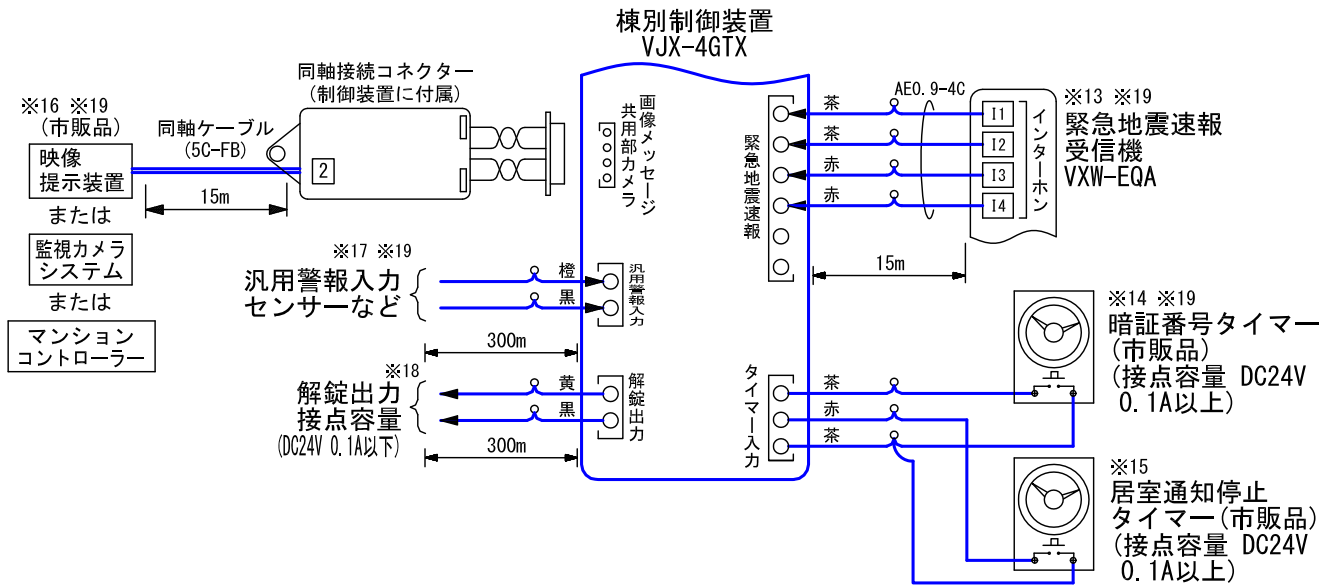 棟別制御装置
VJX-4GTX
同軸接続コネクター
(制御装置に付属)
※16 ※19
(市販品)
同軸ケーブル
(5C-FB)
映像
提示装置
2
15m
または
監視カメラ
システム
または
マンション
コントローラー
画像メッセージ
共用部カメラ
緊急地震速報
茶
茶
赤
赤
AE0.9-4C
I1
I2
I3
I4
インターホン
※13 ※19
緊急地震速報
受信機
VXW-EQA
15m
※17 ※19
汎用警報入力
センサーなど
橙
黒
汎用警報入力
300m
※18
解錠出力
接点容量
(DC24V 0.1A以下)
黄
黒
解錠出力
300m
タイマー入力
茶
赤
茶
※14 ※19
暗証番号タイマー
(市販品)
(接点容量 DC24V
0.1A以上)
※15
居室通知停止
タイマー(市販品)
(接点容量 DC24V
0.1A以上)